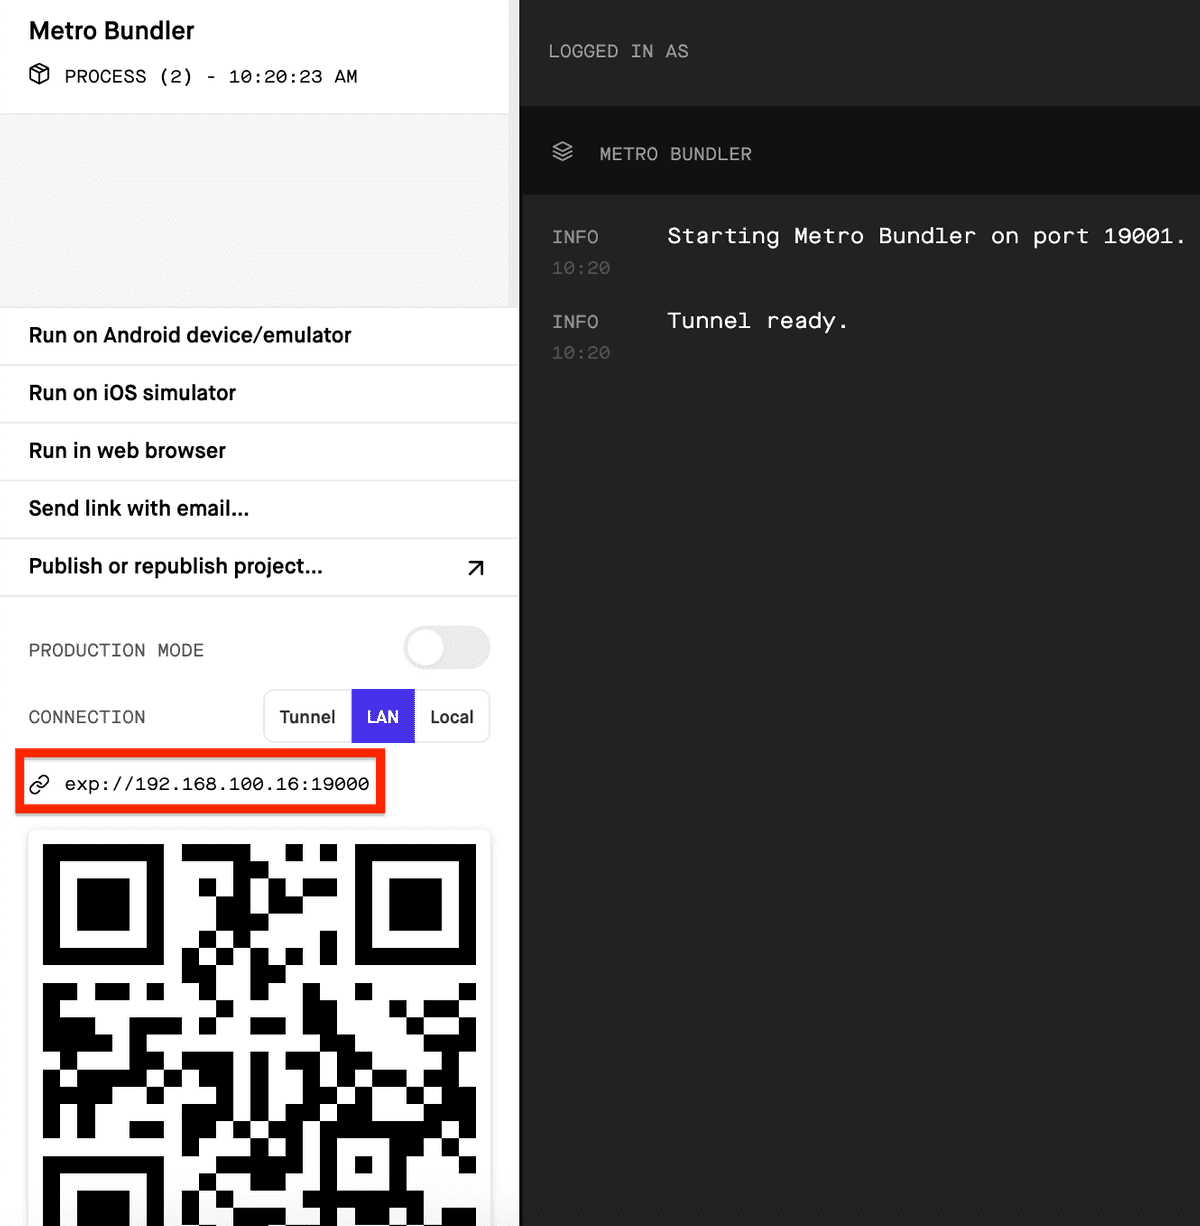 Metro Bundler
PROCESS (2) - 10:20:23 AM
Run on Android device/emulator
Run on iOS simulator
Run in web browser
Send link with email...
Publish or republish project...
PRODUCTION MODE
CONNECTION
Tunnel LAN Local
exp://192.168.100.16:19000
LOGGED IN AS
METRO BUNDLER
INFO Starting Metro Bundler on port 19001.
10:20
INFO Tunnel ready.
10:20